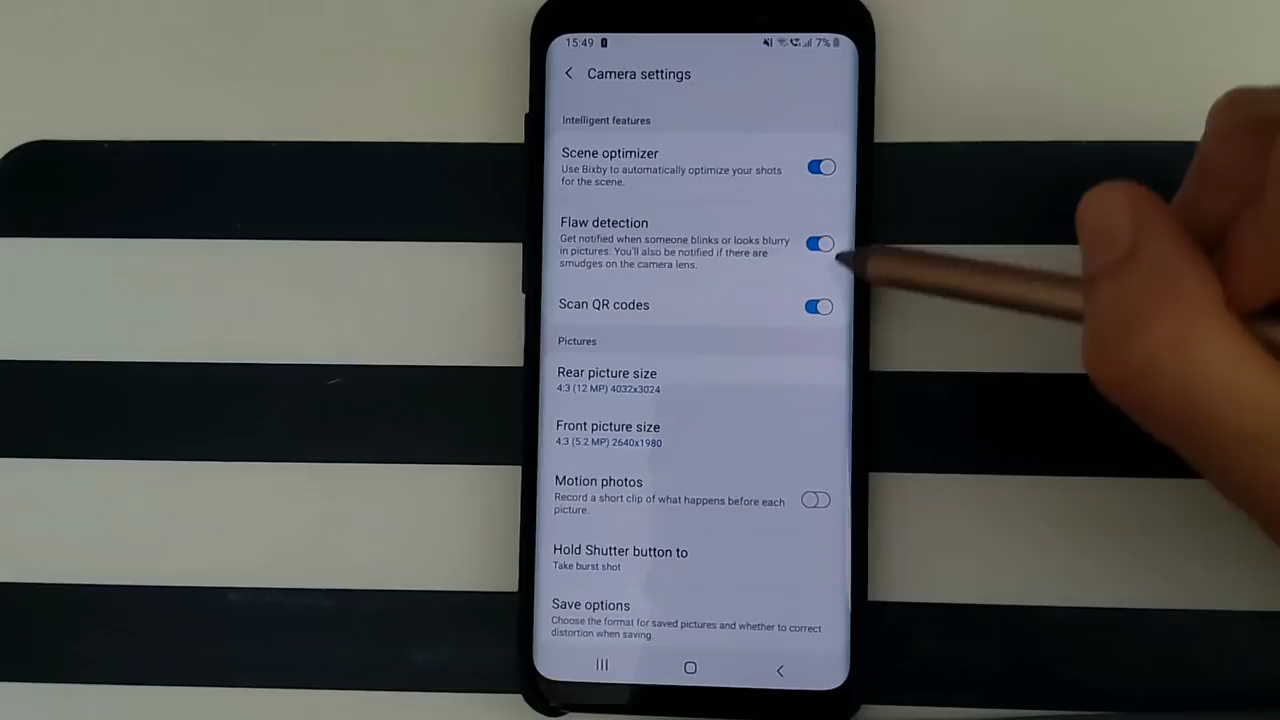 15:49
7%
Camera settings
Intelligent features
Scene optimizer
Use Bixby to automatically optimize your shots
for the scene.
Flaw detection
Get notified when someone blinks or looks blurry
in pictures. You'll also be notified if there are
smudges on the camera lens.
Scan QR codes
Pictures
Rear picture size
4:3 (12 MP) 4032x3024
Front picture size
4:3 (5.2 MP) 2640x1980
Motion photos
Record a short clip of what happens before each
picture.
Hold Shutter button to
Take burst shot
Save options
Choose the format for saved pictures and whether to correct
distortion when saving.